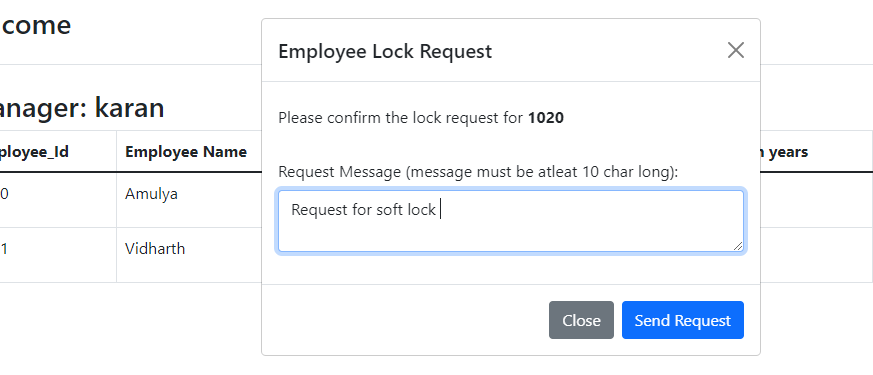 come
Employee Lock Request
anager: karan
Please confirm the lock request for 1020
ployee_Id Employee Name years
Request Message (message must be atleat 10 char long):
0 Amulya
Request for soft lock
1 Vidharth
Close Send Request